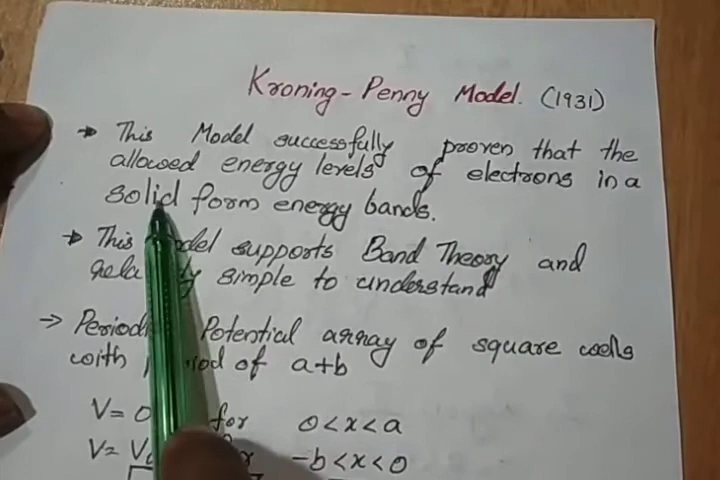 Kroning - Penny Model. (1931)
This Model successfully proven that the
allowed energy levels of electrons in a
solid form energy bands.
This supports Band Theory and
simple to understand
Potential array of square wells
with of a+b
V= 0 for 0<x<a
V= -b<x<0